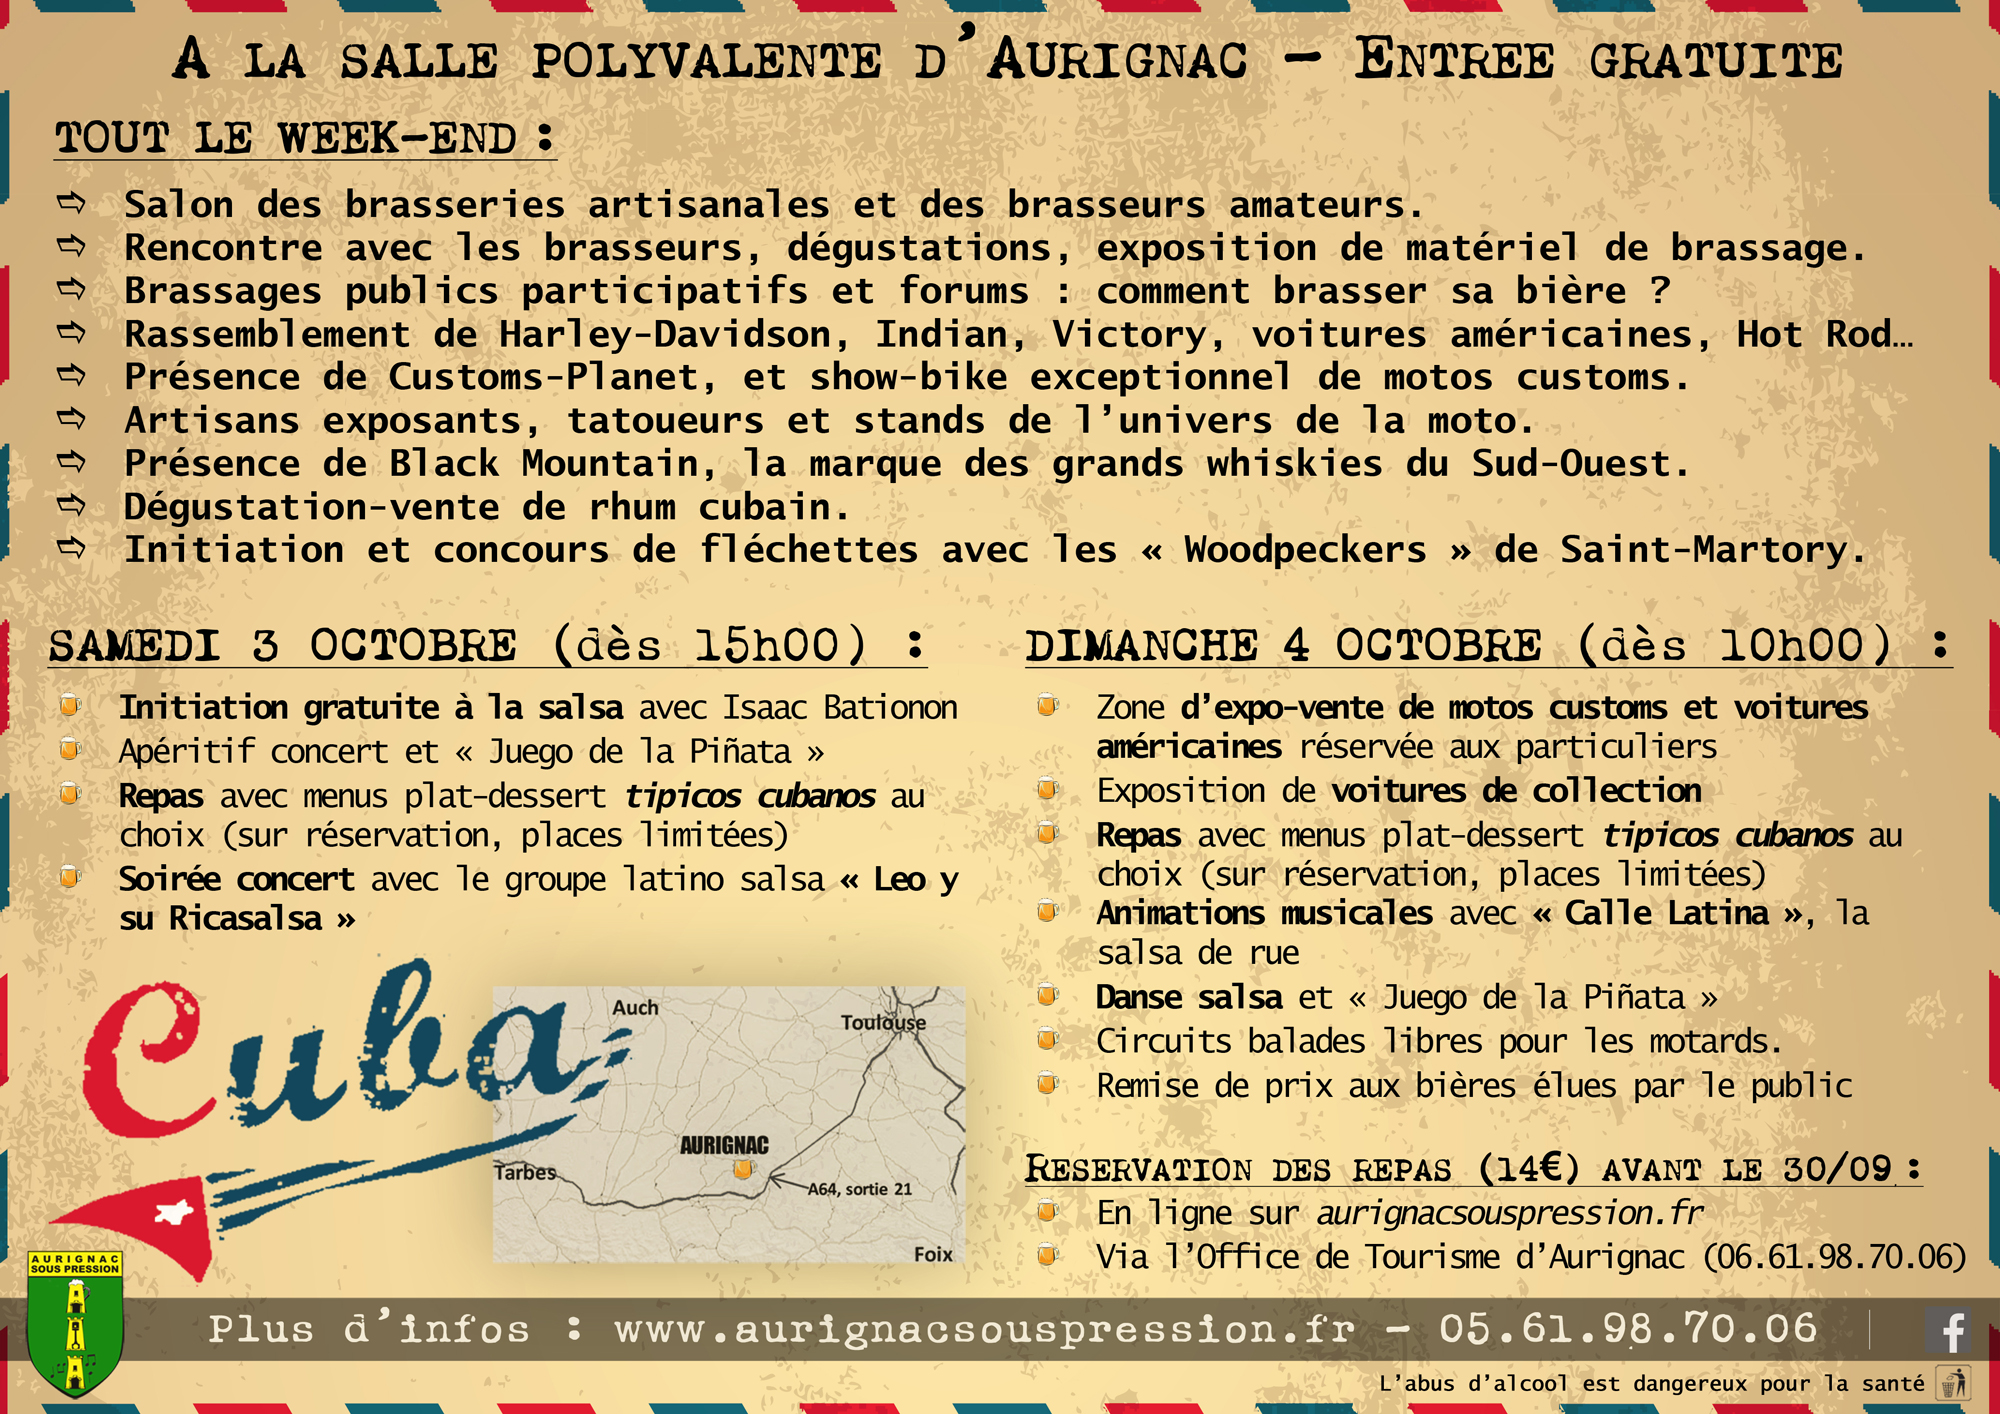 A LA SALLE POLYVALENTE D'AURIGNAC – ENTREE GRATUITE
TOUT LE WEEK-END :
⇨ Salon des brasseries artisanales et des brasseurs amateurs.
⇨ Rencontre avec les brasseurs, dégustations, exposition de matériel de brassage.
⇨ Brassages publics participatifs et forums : comment brasser sa bière ?
⇨ Rassemblement de Harley-Davidson, Indian, Victory, voitures américaines, Hot Rod…
⇨ Présence de Customs-Planet, et show-bike exceptionnel de motos customs.
⇨ Artisans exposants, tatoueurs et stands de l'univers de la moto.
⇨ Présence de Black Mountain, la marque des grands whiskies du Sud-Ouest.
⇨ Dégustation-vente de rhum cubain.
⇨ Initiation et concours de fléchettes avec les « Woodpeckers » de Saint-Martory.
SAMEDI 3 OCTOBRE (dès 15h00) :
Initiation gratuite à la salsa avec Isaac Bationon
Apéritif concert et « Juego de la Piñata »
Repas avec menus plat-dessert tipicos cubanos au
choix (sur réservation, places limitées)
Soirée concert avec le groupe latino salsa « Leo y
su Ricasalsa »
DIMANCHE 4 OCTOBRE (dès 10h00) :
Zone d'expo-vente de motos customs et voitures
américaines réservée aux particuliers
Exposition de voitures de collection
Repas avec menus plat-dessert tipicos cubanos au
choix (sur réservation, places limitées)
Animations musicales avec « Calle Latina », la
salsa de rue
Danse salsa et « Juego de la Piñata »
Circuits balades libres pour les motards.
Remise de prix aux bières élues par le public
Cuba
Auch
Toulouse
AURIGNAC
Tarbes
A64, sortie 21
Foix
RESERVATION DES REPAS (14€) AVANT LE 30/09 :
En ligne sur aurignacsouspression.fr
Via l'Office de Tourisme d'Aurignac (06.61.98.70.06)
AURIGNAC
SOUS PRESSION
Plus d'infos : www.aurignacsouspression.fr – 05.61.98.70.06
f
L'abus d'alcool est dangereux pour la santé